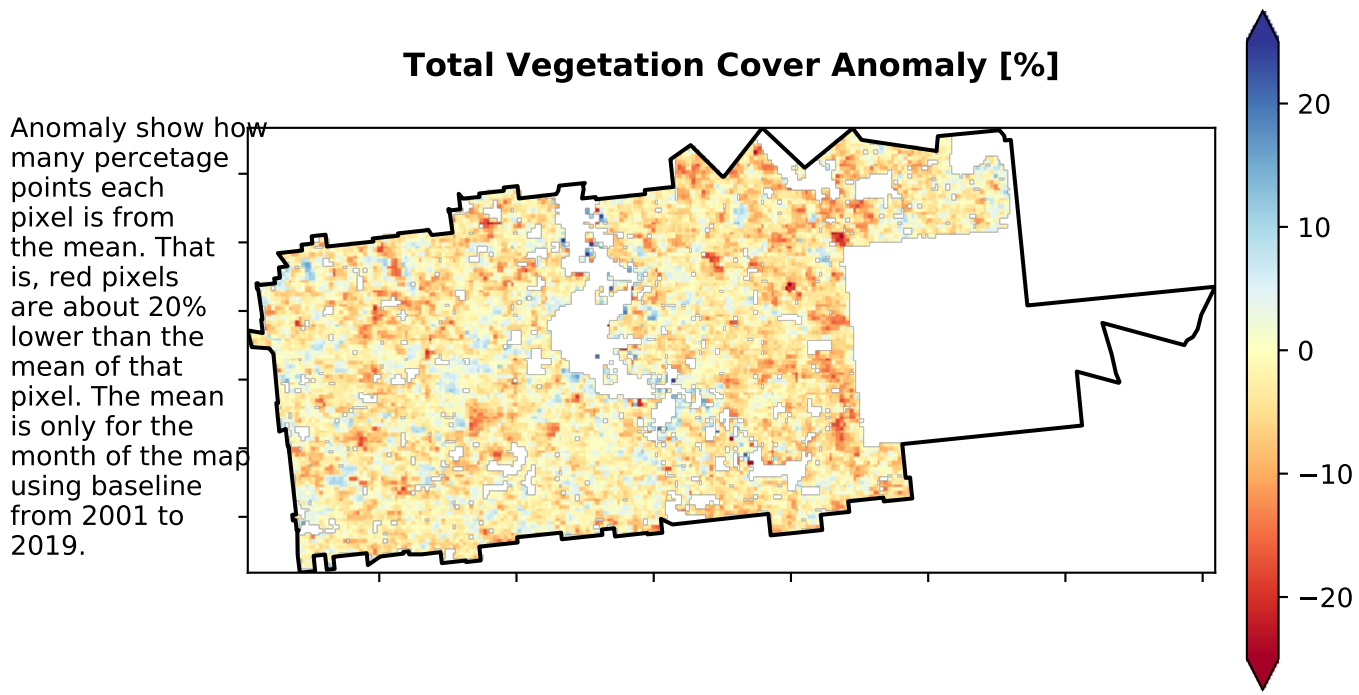 Total Vegetation Cover Anomaly [%]
Anomaly show how
many percetage
points each
pixel is from
the mean. That
is, red pixels
are about 20%
lower than the
mean of that
pixel. The mean
is only for the
month of the map
using baseline
from 2001 to
2019.
20
10
0
−10
−20